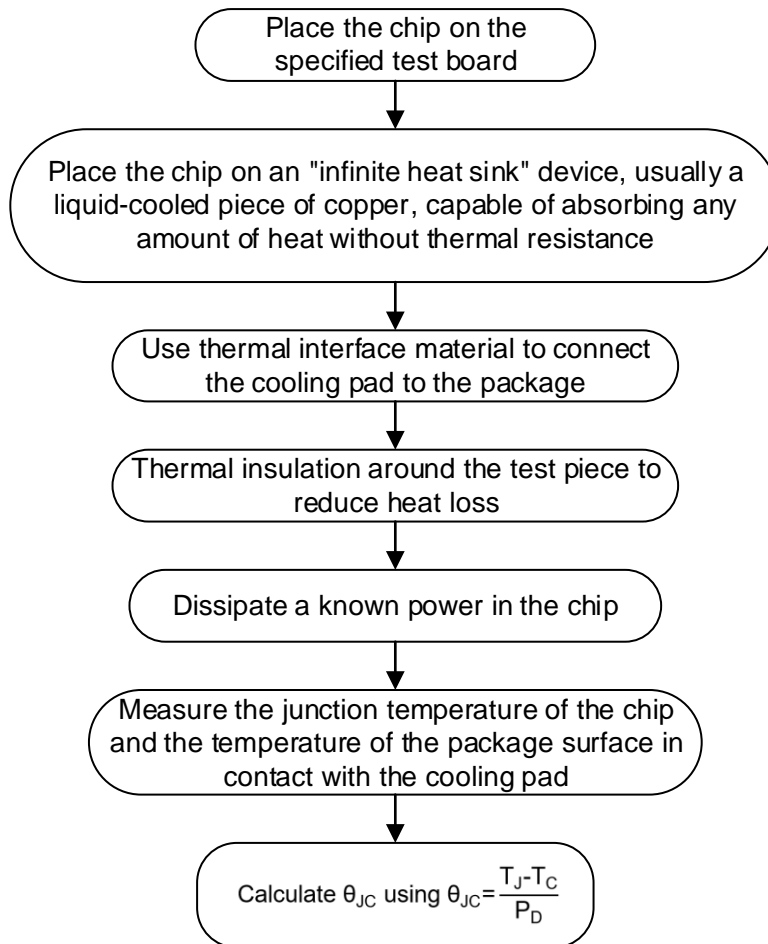 Place the chip on the
specified test board
Place the chip on an "infinite heat sink" device, usually a
liquid-cooled piece of copper, capable of absorbing any
amount of heat without thermal resistance
Use thermal interface material to connect
the cooling pad to the package
Thermal insulation around the test piece to
reduce heat loss
Dissipate a known power in the chip
Measure the junction temperature of the chip
and the temperature of the package surface in
contact with the cooling pad
Calculate θJC using θJC=TJ-TC/PD